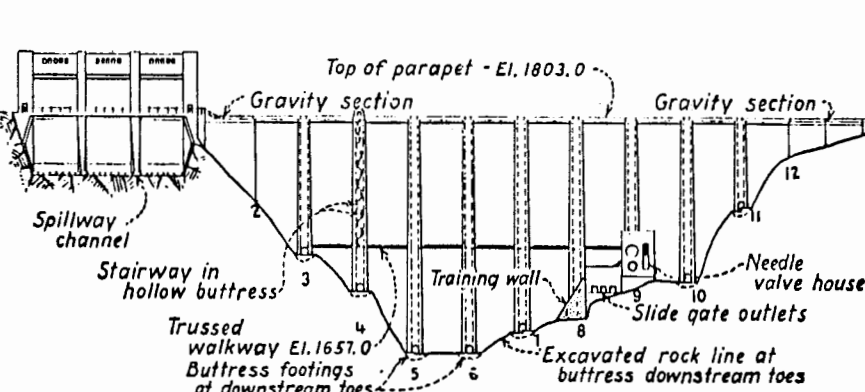 Top of parapet - El. 1803.0
Gravity section
Gravity section
12
2
11
Spillway
channel
Stairway in
hollow buttress
3
Training wall
Needle
valve house
9
10
Slide gate outlets
Trussed
walkway El. 1657.0
4
8
Buttress footings
at downstream toes
5
6
Excavated rock line at
buttress downstream toes